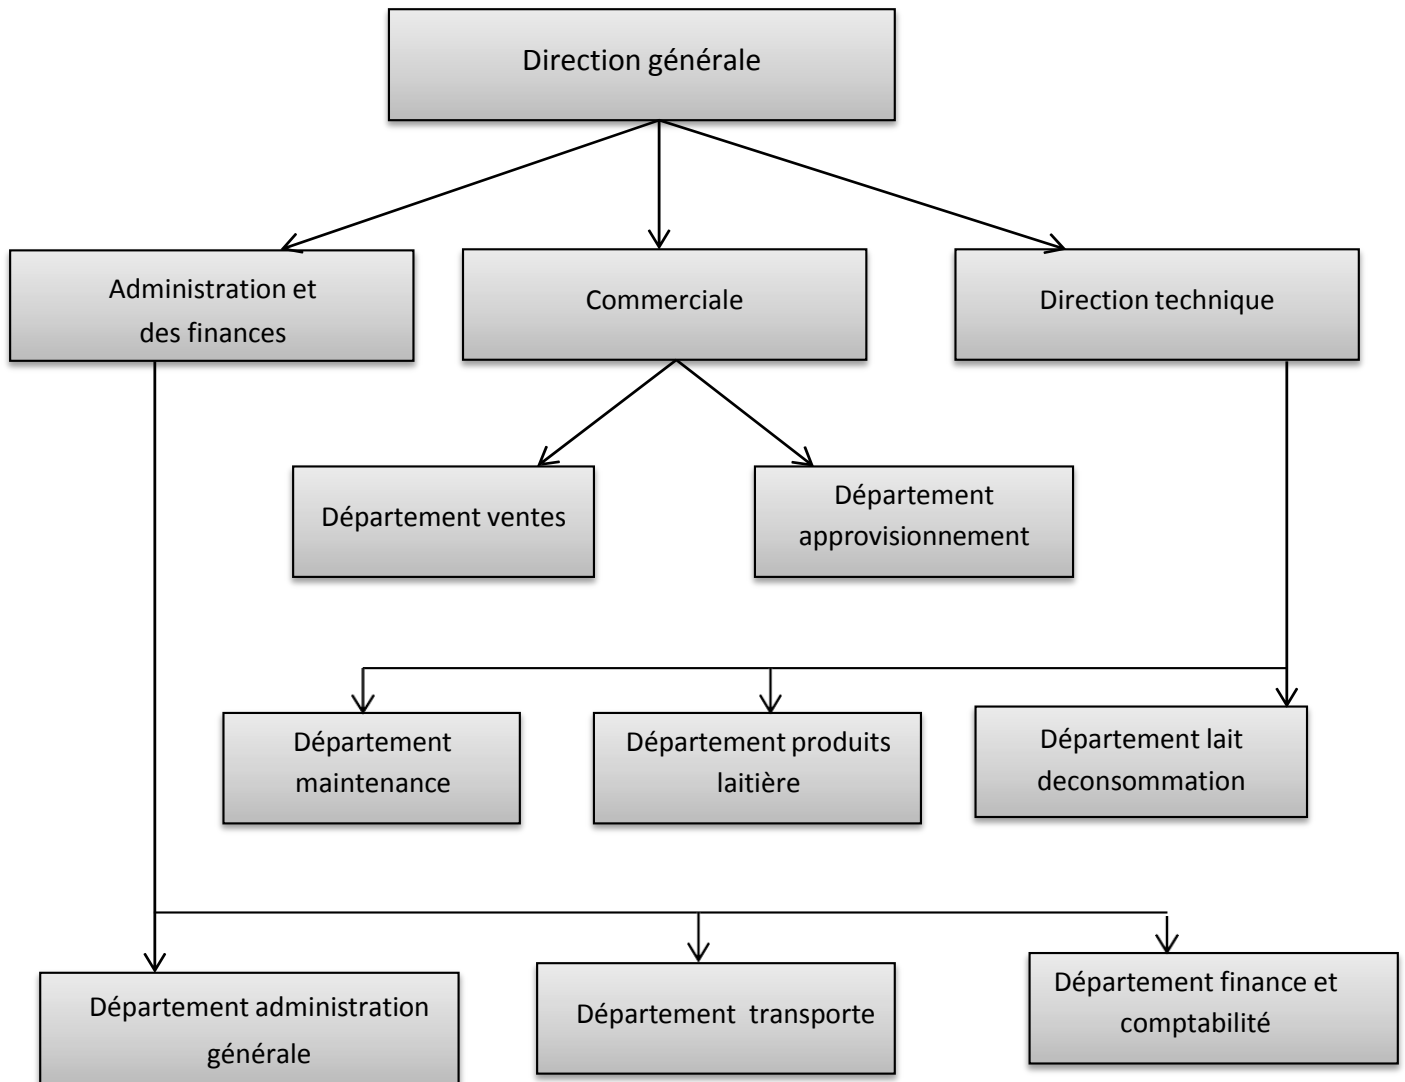 Direction générale
Administration et
des finances
Commerciale
Direction technique
Département ventes
Département
approvisionnement
Département
maintenance
Département produits
laitière
Département lait
deconsommation
Département administration
générale
Département transporte
Département finance et
comptabilité